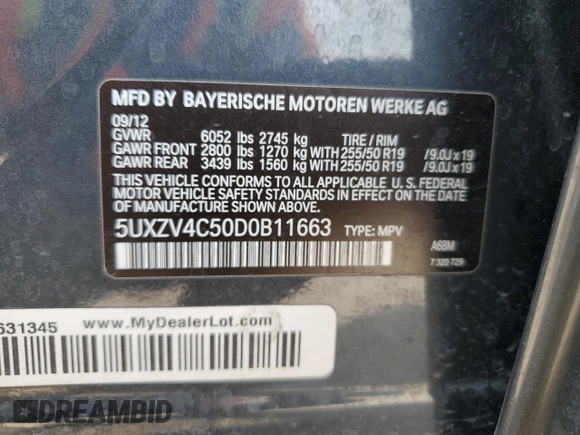 MFD BY BAYERISCHE MOTOREN WERKE AG
09/12
GVWR 6052 lbs 2745 kg TIRE / RIM
GAWR FRONT 2800 lbs 1270 kg WITH 255/50 R19 /9.0J x 19
GAWR REAR 3439 lbs 1560 kg WITH 255/50 R19 /9.0J x 19
THIS VEHICLE CONFORMS TO ALL APPLICABLE U. S. FEDERAL
MOTOR VEHICLE SAFETY STANDARDS IN EFFECT ON THE
DATE OF MANUFACTURE SHOWN ABOVE.
5UXZV4C50D0B11663 TYPE: MPV
A68M
7 320 729
631345 www.MyDealerLot.com
DREAMBID